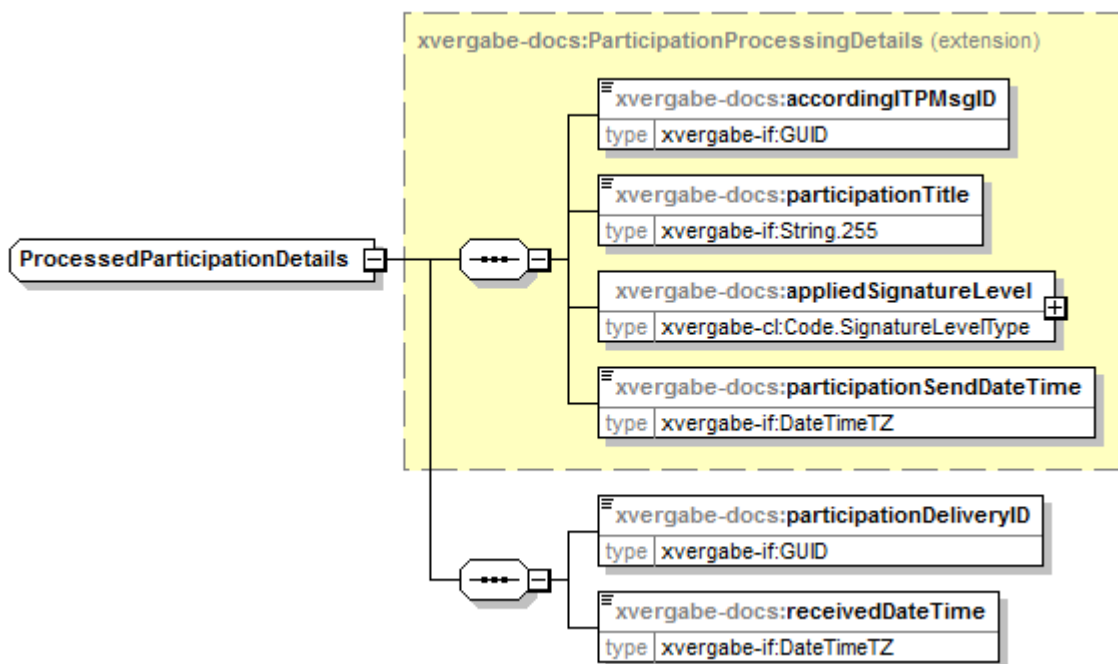 xvergabe-docs:ParticipationProcessingDetails (extension)
xvergabe-docs:accordingITPMsgID
type xvergabe-if:GUID
xvergabe-docs:participationTitle
type xvergabe-if:String.255
ProcessedParticipationDetails
xvergabe-docs:appliedSignatureLevel
type xvergabe-cl:Code.SignatureLevelType
xvergabe-docs:participationSendDateTime
type xvergabe-if:DateTimeTZ
xvergabe-docs:participationDeliveryID
type xvergabe-if:GUID
xvergabe-docs:receivedDateTime
type xvergabe-if:DateTimeTZ